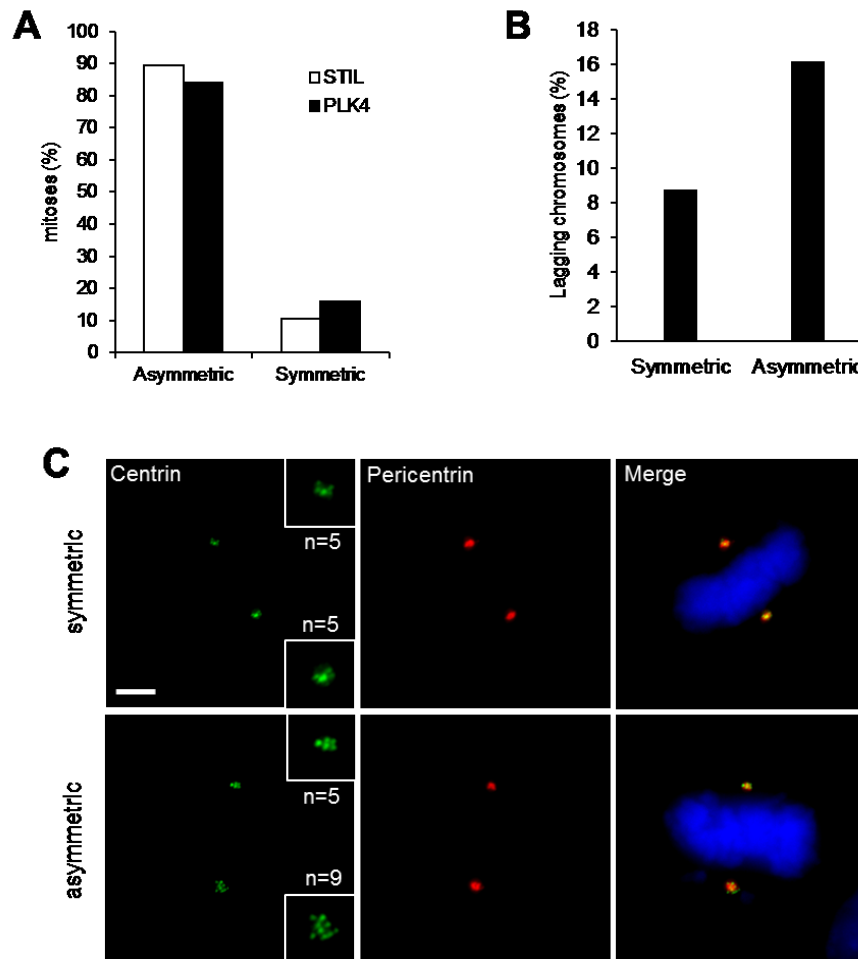 A
100
90
80
70
60
50
40
30
20
10
0
mitoses (%)
STIL
PLK4
Asymmetric
Symmetric
B
18
16
14
12
10
8
6
4
2
0
Lagging chromosomes (%)
Symmetric
Asymmetric
C
symmetric
Centrin
n=5
n=5
Pericentrin
Merge
asymmetric
n=5
n=9